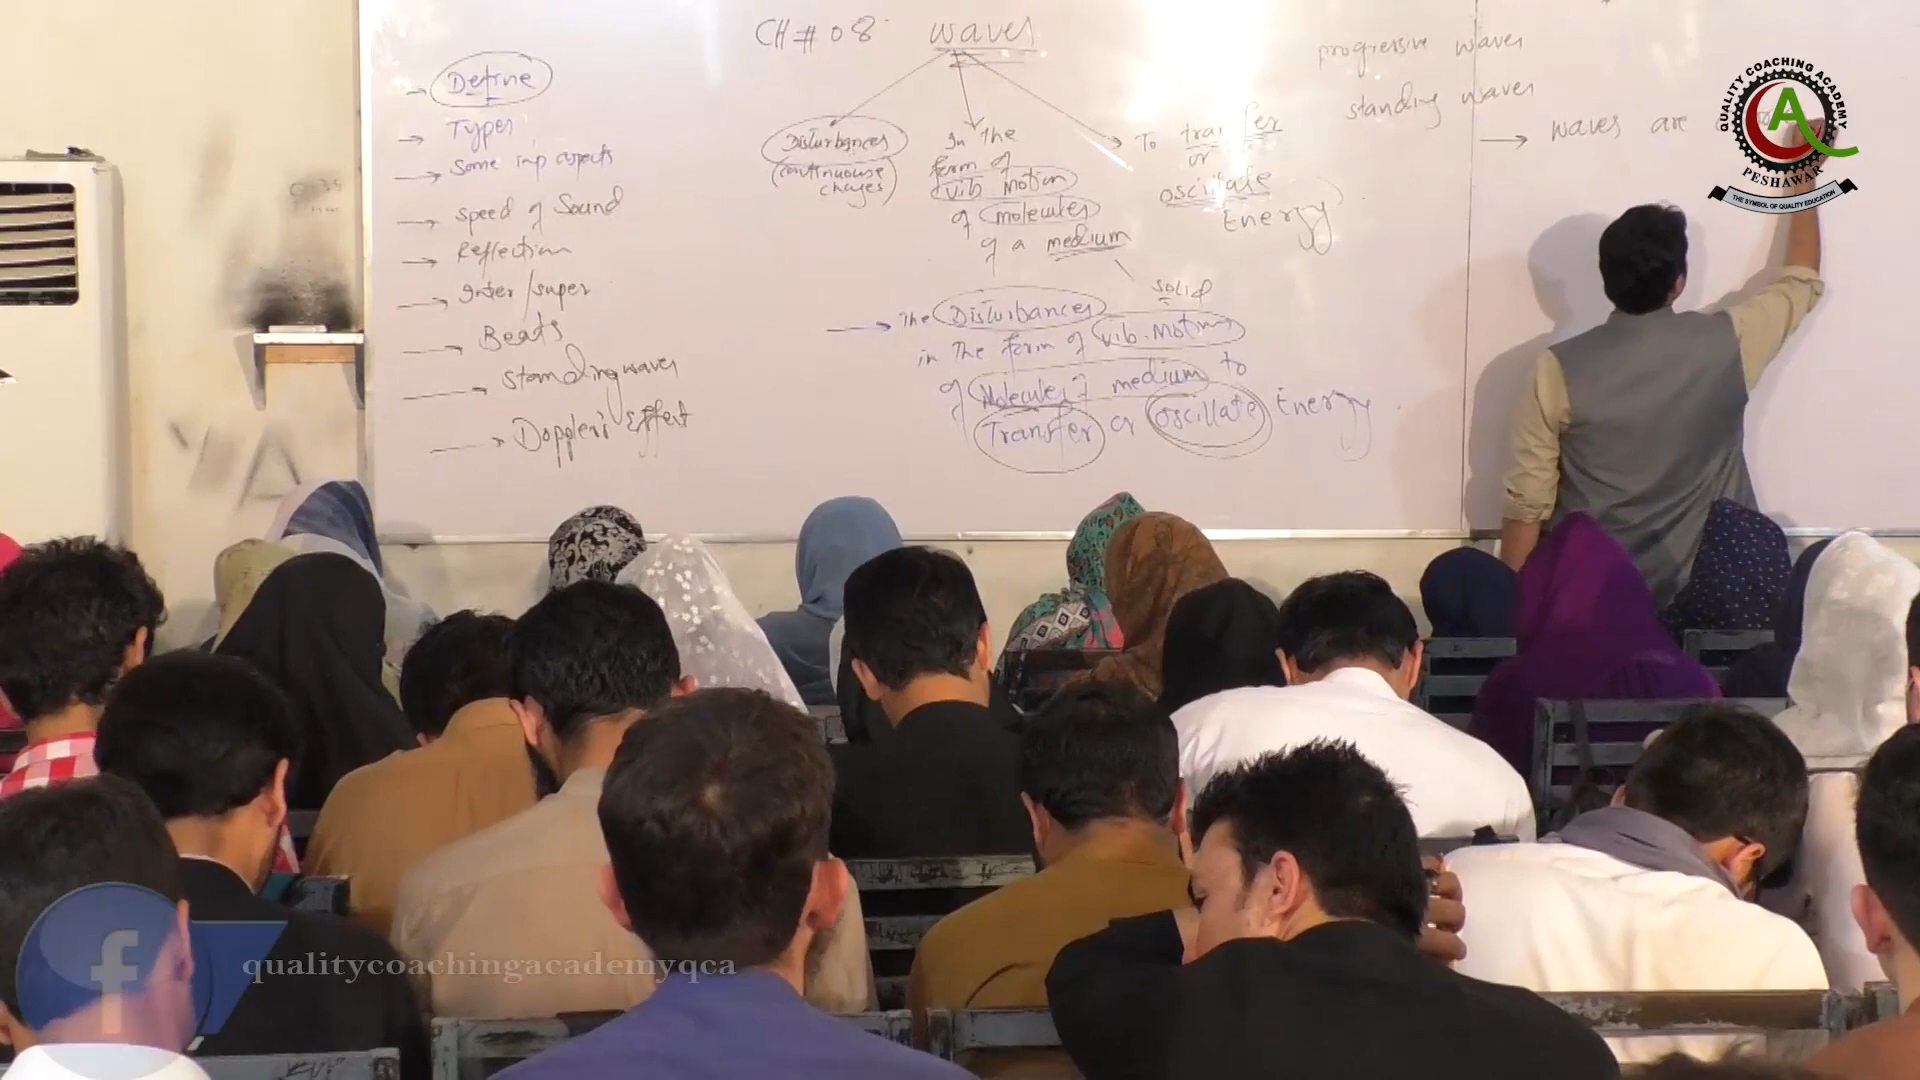 CH # 08 waves
Define
Types
Some imp aspects
Speed of Sound
Reflection
Inter/super
Beats
Standing waves
Doppler's Effect
Disturbances
(continuouse
changes)
In the
form of
vib Motion
of molecules
of a medium
solid
To transfer
or
oscillate
Energy
The Disturbances
in The form of vib. Motion
of Molecules of medium to
Transfer or oscillate Energy
progressive waves
standing waves
waves are
QUALITY COACHING ACADEMY
QA
PESHAWAR
THE SYMBOL OF QUALITY EDUCATION
f
qualitycoachingacademyqca